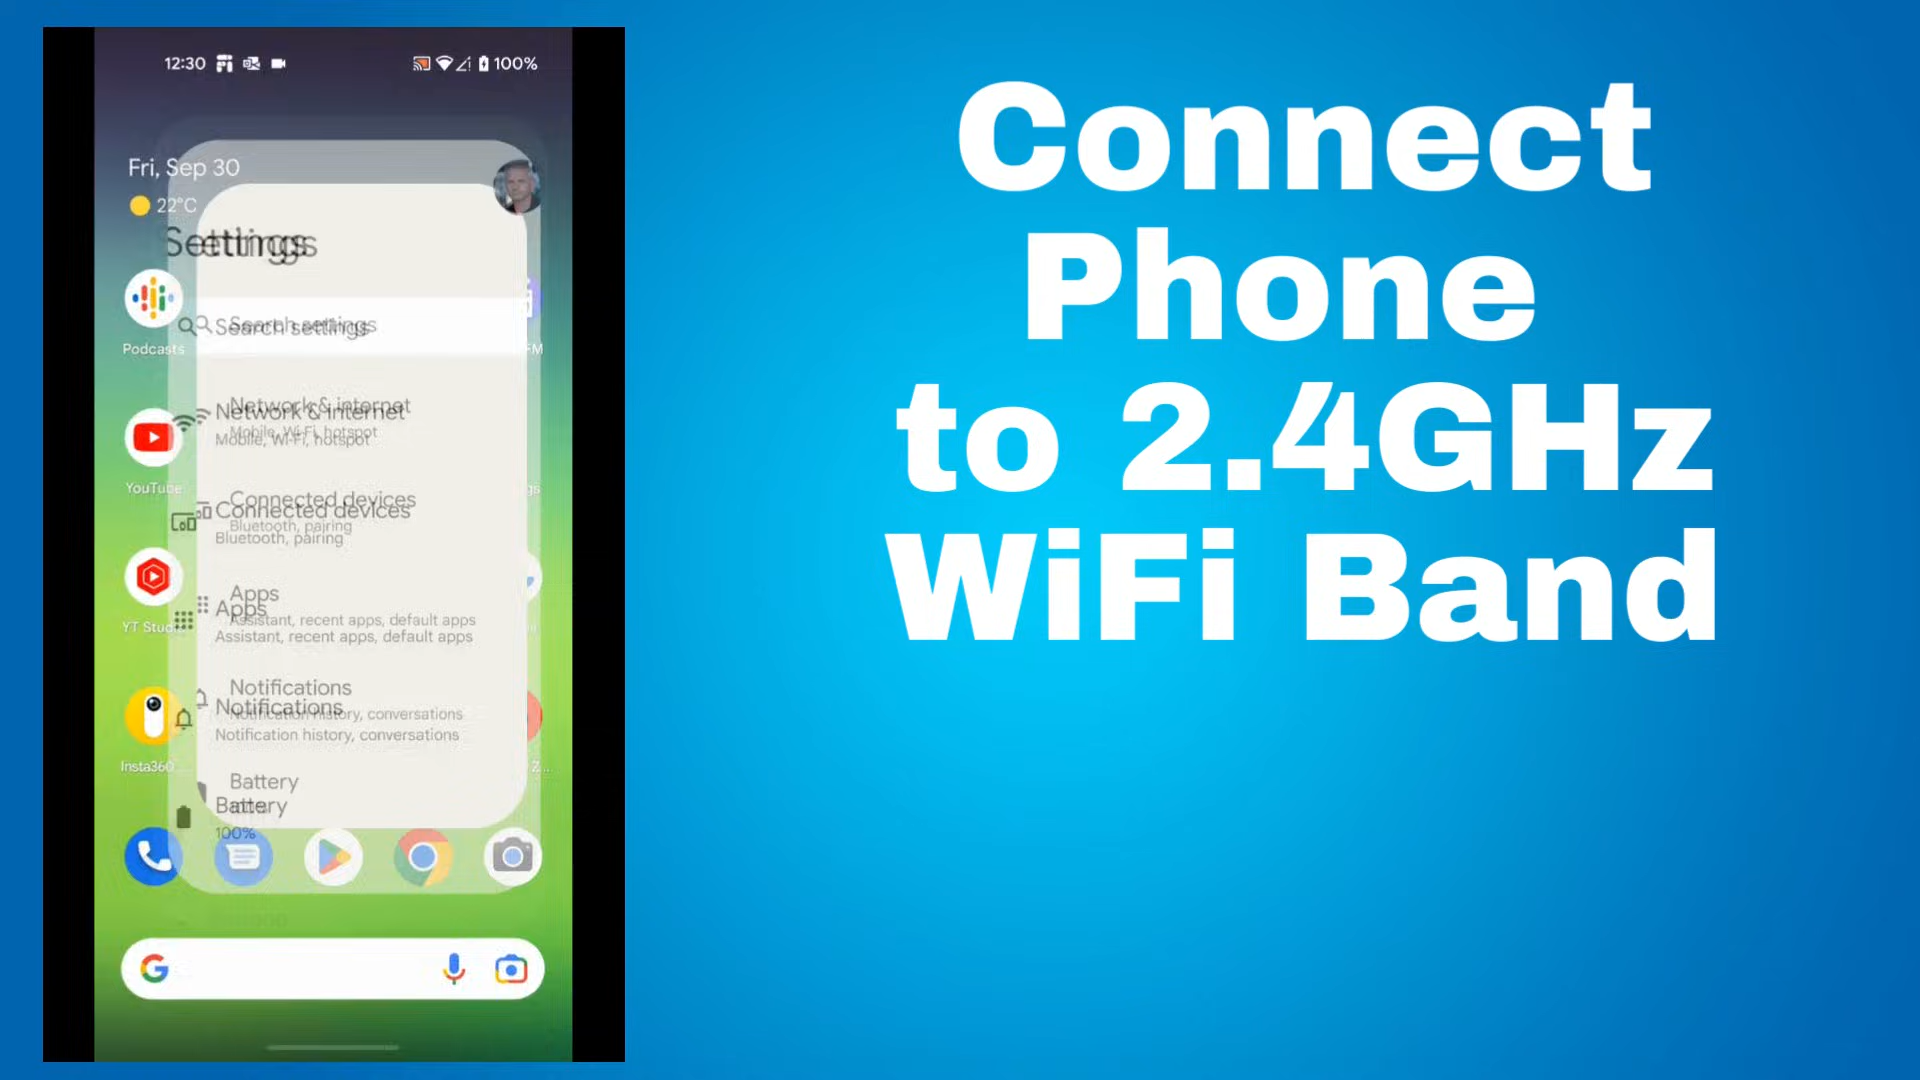 12:30
100%
Fri, Sep 30
22°C
Settings
Podcasts
FM
Search settings
Network & internet
Mobile, Wi-Fi, hotspot
YouTube
Connected devices
Bluetooth, pairing
Apps
Assistant, recent apps, default apps
Notifications
Notification history, conversations
Insta360
Battery
100%
Connect
Phone
to 2.4GHz
WiFi Band